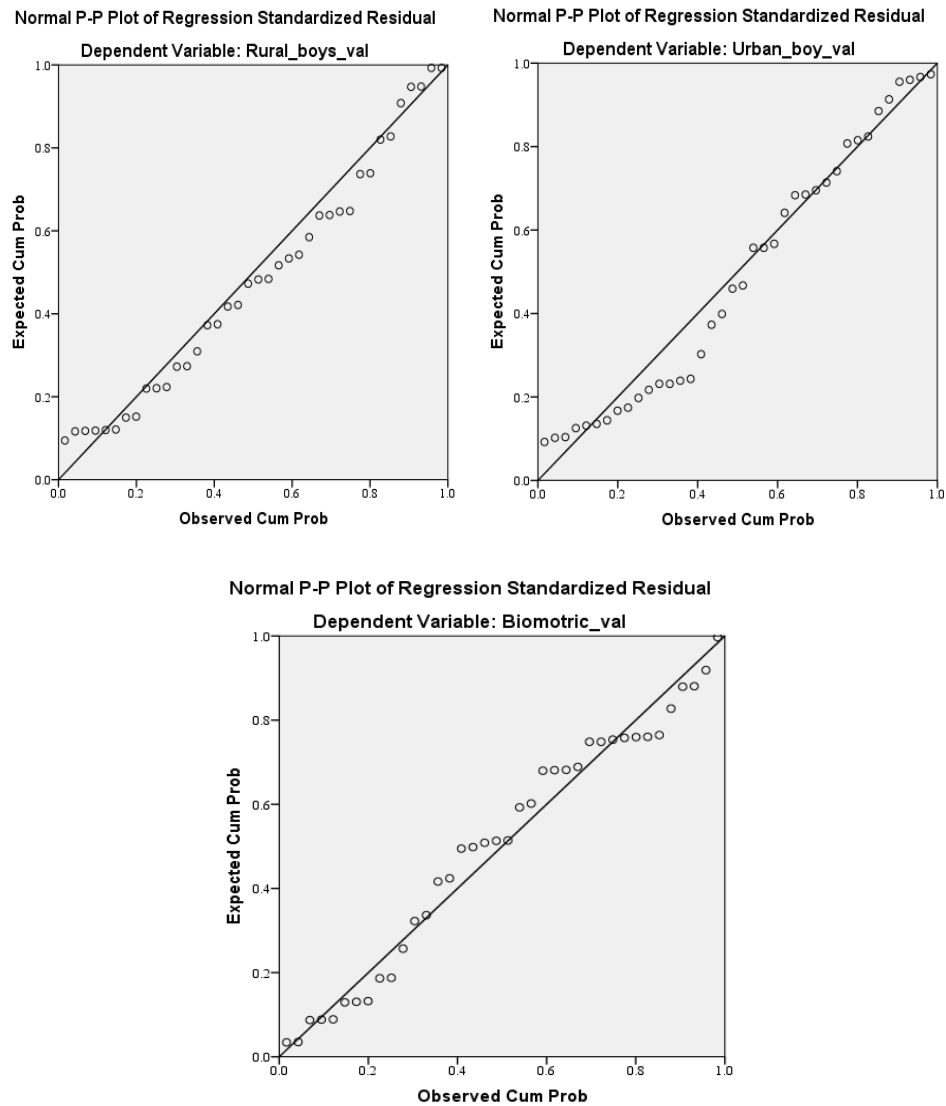 Normal P-P Plot of Regression Standardized Residual
Dependent Variable: Rural_boys_val
1.0
0.8
0.6
0.4
0.2
0.0
Expected Cum Prob
0.0 0.2 0.4 0.6 0.8 1.0
Observed Cum Prob
Normal P-P Plot of Regression Standardized Residual
Dependent Variable: Urban_boy_val
1.0
0.8
0.6
0.4
0.2
0.0
Expected Cum Prob
0.0 0.2 0.4 0.6 0.8 1.0
Observed Cum Prob
Normal P-P Plot of Regression Standardized Residual
Dependent Variable: Biomotric_val
1.0
0.8
0.6
0.4
0.2
0.0
Expected Cum Prob
0.0 0.2 0.4 0.6 0.8 1.0
Observed Cum Prob